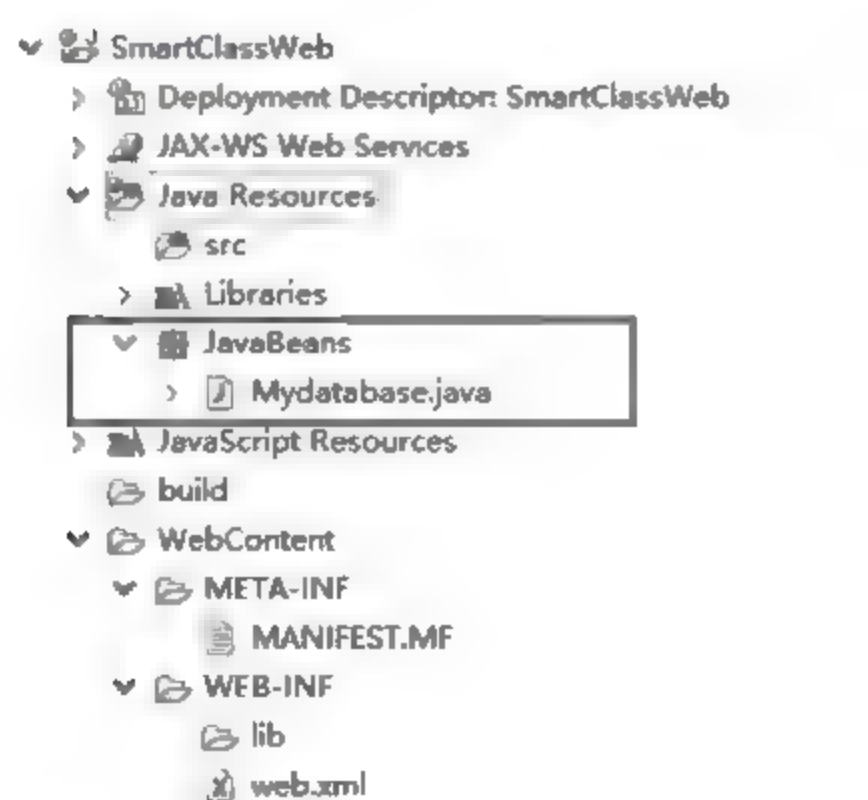 SmartClassWeb
Deployment Descriptor: SmartClassWeb
JAX-WS Web Services
Java Resources
src
Libraries
JavaBeans
Mydatabase.java
JavaScript Resources
build
WebContent
META-INF
MANIFEST.MF
WEB-INF
lib
web.xml